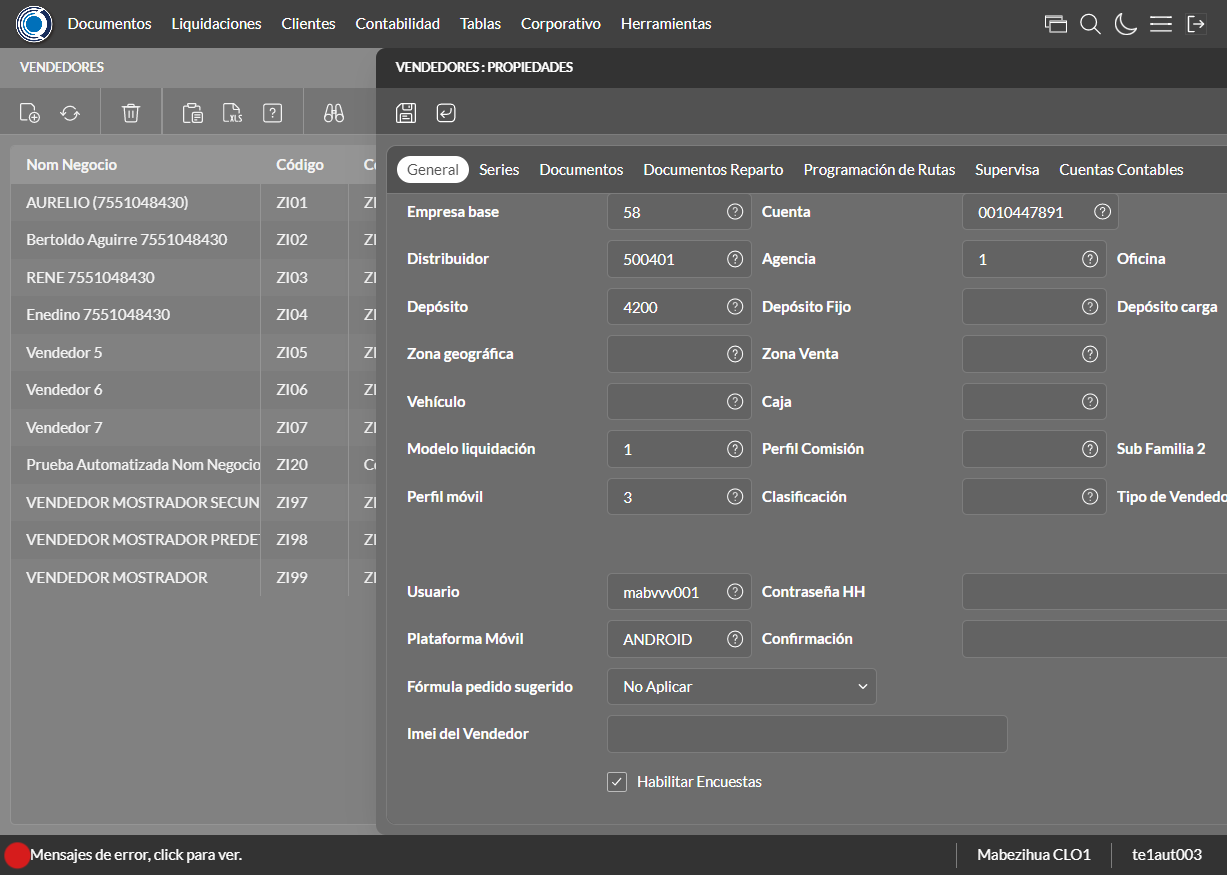 Documentos Liquidaciones Clientes Contabilidad Tablas Corporativo Herramientas
VENDEDORES
VENDEDORES : PROPIEDADES
XLS
General Series Documentos Documentos Reparto Programación de Rutas Supervisa Cuentas Contables
Nom Negocio Código
AURELIO (7551048430) ZI01 ZI
Bertoldo Aguirre 7551048430 ZI02 ZI
RENE 7551048430 ZI03 ZI
Enedino 7551048430 ZI04 ZI
Vendedor 5 ZI05 ZI
Vendedor 6 ZI06 ZI
Vendedor 7 ZI07 ZI
Prueba Automatizada Nom Negocio ZI20
VENDEDOR MOSTRADOR SECUN ZI97 ZI
VENDEDOR MOSTRADOR PREDE ZI98 ZI
VENDEDOR MOSTRADOR ZI99 ZI
Empresa base 58 Cuenta 0010447891
Distribuidor 500401 Agencia 1 Oficina
Depósito 4200 Depósito Fijo Depósito carga
Zona geográfica Zona Venta
Vehículo Caja
Modelo liquidación 1 Perfil Comisión Sub Familia 2
Perfil móvil 3 Clasificación Tipo de Vendedo
Usuario mabvvv001 Contraseña HH
Plataforma Móvil ANDROID Confirmación
Fórmula pedido sugerido No Aplicar
Imei del Vendedor
Habilitar Encuestas
Mensajes de error, click para ver. Mabezihua CLO1 te1aut003